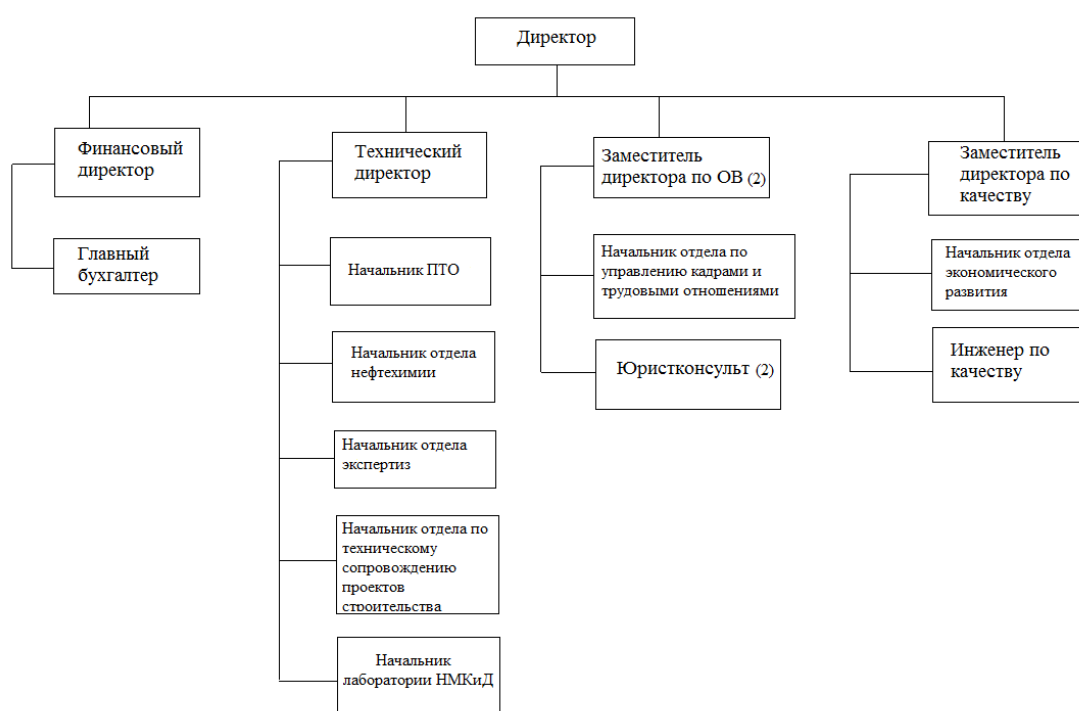 Директор
Финансовый
директор
Главный
бухгалтер
Технический
директор
Начальник ПТО
Начальник отдела
нефтехимии
Начальник отдела
экспертиз
Начальник отдела по
техническому
сопровождению
проектов
строительства
Начальник
лаборатории НМКиД
Заместитель
директора по ОВ (2)
Начальник отдела по
управлению кадрами и
трудовыми отношениями
Юристконсульт (2)
Заместитель
директора по
качеству
Начальник отдела
экономического
развития
Инженер по
качеству